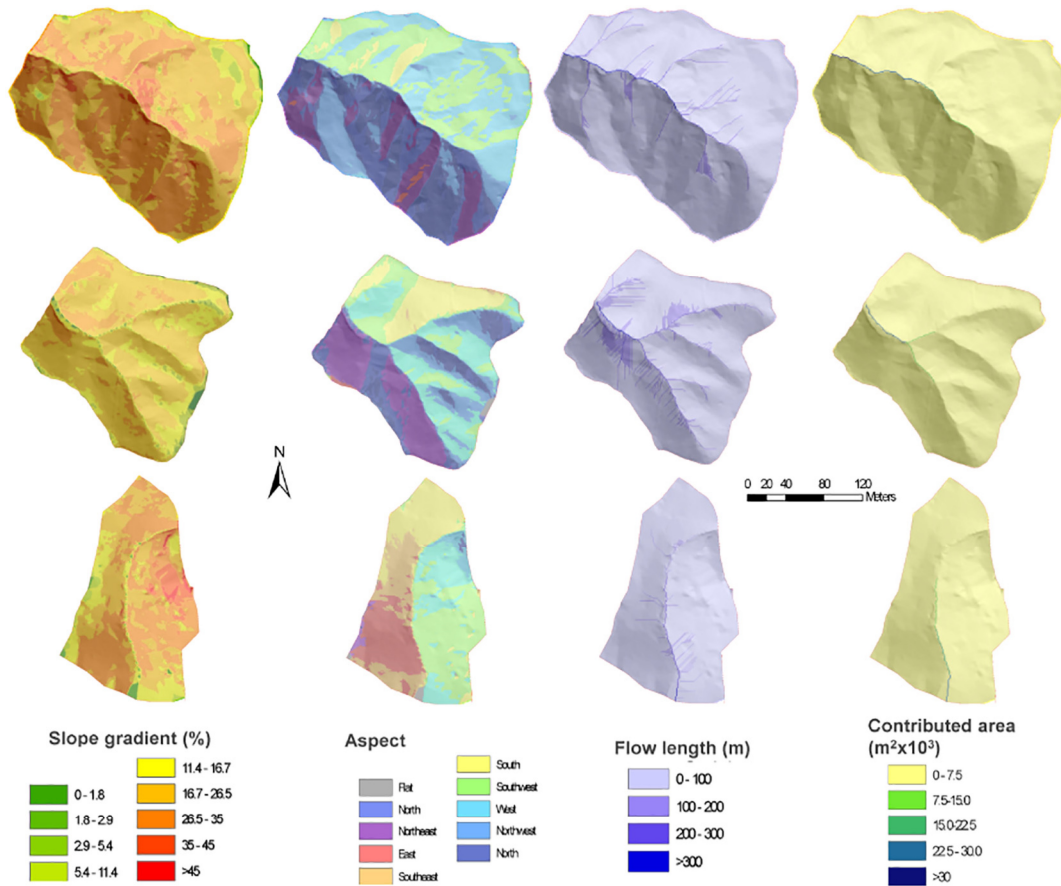 N
0 20 40 80 120
Meters
Slope gradient (%)
0 - 1.8
1.8 - 2.9
2.9 - 5.4
5.4 - 11.4
11.4 - 16.7
16.7 - 26.5
26.5 - 35
35 - 45
>45
Aspect
Flat
North
Northeast
East
Southeast
South
Southwest
West
Northwest
North
Flow length (m)
0 - 100
100 - 200
200 - 300
>300
Contributed area
(m²x10³)
0 - 7.5
7.5-15.0
15.0-22.5
22.5 - 30.0
>30